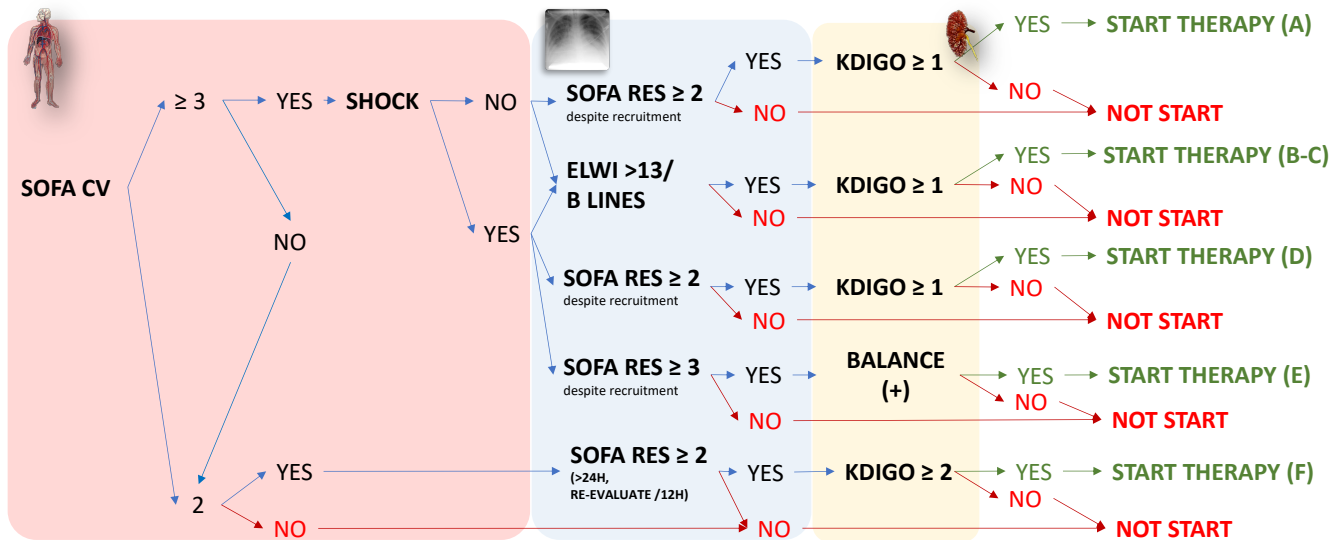 YES
START THERAPY (A)
YES
KDIGO ≥ 1
≥ 3
YES
SHOCK
NO
SOFA RES ≥ 2
despite recruitment
NO
NO
NOT START
YES
START THERAPY (B-C)
SOFA CV
ELWI >13/
B LINES
YES
KDIGO ≥ 1
NO
NO
NOT START
NO
YES
YES
START THERAPY (D)
SOFA RES ≥ 2
despite recruitment
YES
KDIGO ≥ 1
NO
NO
NOT START
SOFA RES ≥ 3
despite recruitment
YES
BALANCE
(+)
YES
START THERAPY (E)
NO
NO
NOT START
2
YES
SOFA RES ≥ 2
(>24H,
RE-EVALUATE /12H)
YES
KDIGO ≥ 2
YES
START THERAPY (F)
NO
NO
NO
NOT START